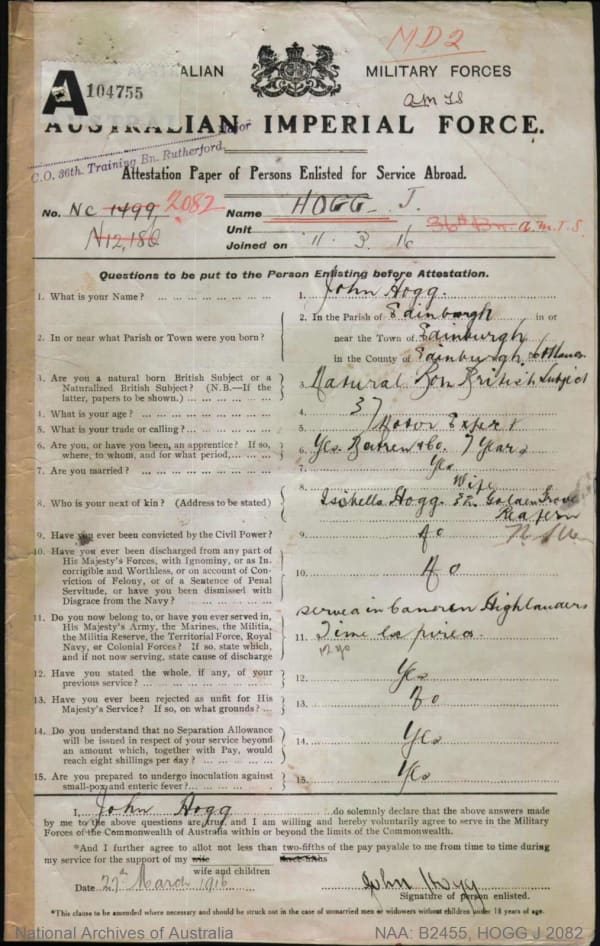 MD2
A 104755
AUSTRALIAN MILITARY FORCES
AMTS
AUSTRALIAN IMPERIAL FORCE.
Major
C.O. 36th. Training Bn. Rutherford.
Attestation Paper of Persons Enlisted for Service Abroad.
No. NC 1499, 2082 Name HOGG J.
N12,186 Unit 36th Bn. A.M.T.S.
Joined on 11 3 16
Questions to be put to the Person Enlisting before Attestation.
1. What is your Name? 1. John Hogg.
2. In or near what Parish or Town were you born? 2. In the Parish of Edinburgh in or
near the Town of Edinburgh
in the County of Edinburgh
3. Are you a natural born British Subject or a
Naturalized British Subject? (N.B.—If the
latter, papers to be shown.) 3. Natural Bon British Subject
4. What is your age? 4. 37
5. What is your trade or calling? 5. Motor Expert
6. Are you, or have you been, an apprentice? If so,
where, to whom, and for what period, 6. Yes. &Co. 7 Years
7. Are you married? 7. Yes
8. Who is your next of kin? (Address to be stated) 8. Wife
Isabella Hogg Golden Grove
Redfern
9. Have you ever been convicted by the Civil Power? 9. No
10. Have you ever been discharged from any part of
His Majesty's Forces, with Ignominy, or as In-
corrigible and Worthless, or on account of Con-
viction of Felony, or of a Sentence of Penal
Servitude, or have you been dismissed with
Disgrace from the Navy? 10. No
11. Do you now belong to, or have you ever served in,
His Majesty's Army, the Marines, the Militia,
the Militia Reserve, the Territorial Force, Royal
Navy, or Colonial Forces? If so, state which,
and if not now serving, state cause of discharge
served in Cameron Highlanders
11. Time Expired.
12. Have you stated the whole, if any, of your
previous service? 12. Yes
13. Have you ever been rejected as unfit for His
Majesty's Service? If so, on what grounds? 13. No
14. Do you understand that no Separation Allowance
will be issued in respect of your service beyond
an amount which, together with Pay, would
reach eight shillings per day? 14. Yes
15. Are you prepared to undergo inoculation against
small-pox and enteric fever? 15. Yes
I, John Hogg do solemnly declare that the above answers made
by me to the above questions are true, and I am willing and hereby voluntarily agree to serve in the Military
Forces of the Commonwealth of Australia within or beyond the limits of the Commonwealth.
*And I further agree to allot not less than two-fifths of the pay payable to me from time to time during
my service for the support of my wife
wife and children
Date 27th March 1916 John Hogg
Signature of person enlisted.
*This clause to be amended where necessary and should be struck out in the case of unmarried men or widowers without children under 18 years of age.
National Archives of Australia NAA: B2455, HOGG J 2082